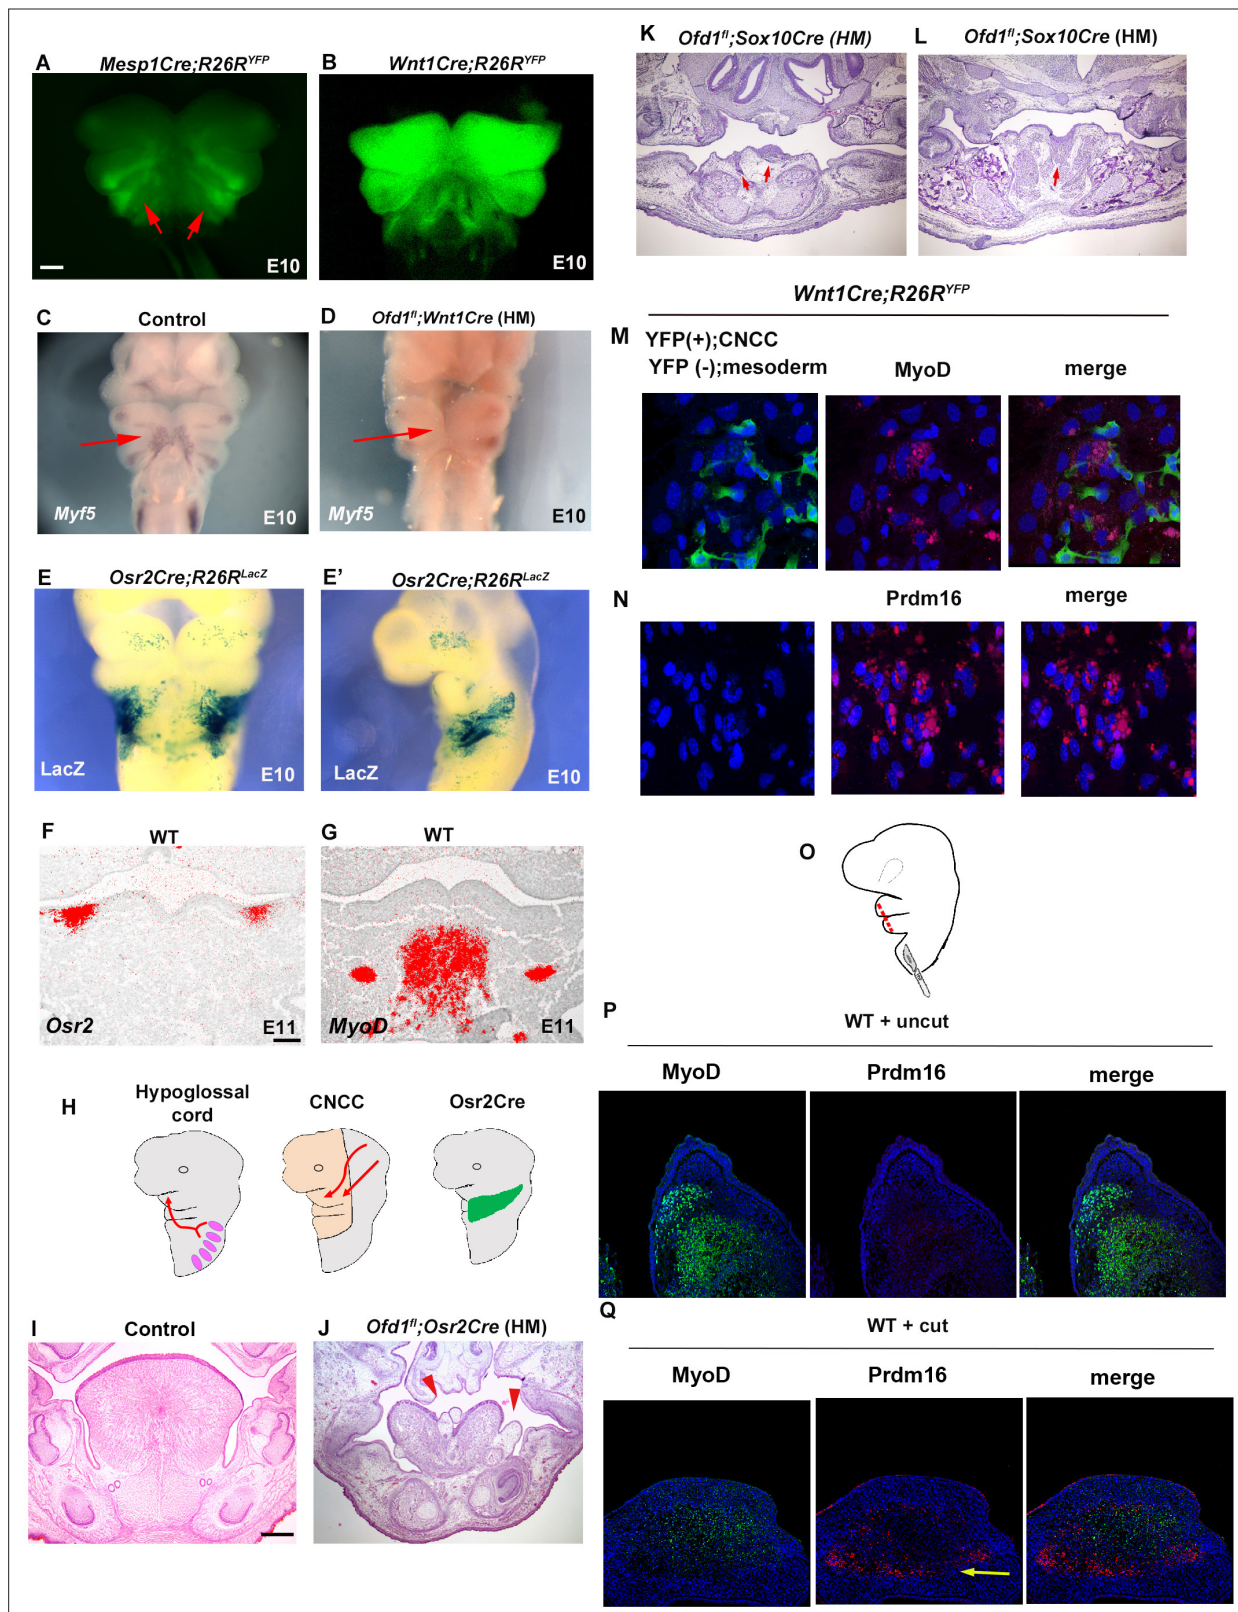 A
Mesp1Cre;R26R^YFP
E10
B
Wnt1Cre;R26R^YFP
E10
C
Control
Myf5
E10
D
Ofd1^fl;Wnt1Cre (HM)
Myf5
E10
E
Osr2Cre;R26R^LacZ
LacZ
E10
E'
Osr2Cre;R26R^LacZ
LacZ
E10
F
WT
Osr2
E11
G
WT
MyoD
E11
H
Hypoglossal
cord
CNCC
Osr2Cre
I
Control
J
Ofd1^fl;Osr2Cre (HM)
K
Ofd1^fl;Sox10Cre (HM)
L
Ofd1^fl;Sox10Cre (HM)
Wnt1Cre;R26R^YFP
M
YFP(+);CNCC
YFP (-);mesoderm
MyoD
merge
N
Prdm16
merge
O
P
WT + uncut
MyoD
Prdm16
merge
Q
WT + cut
MyoD
Prdm16
merge